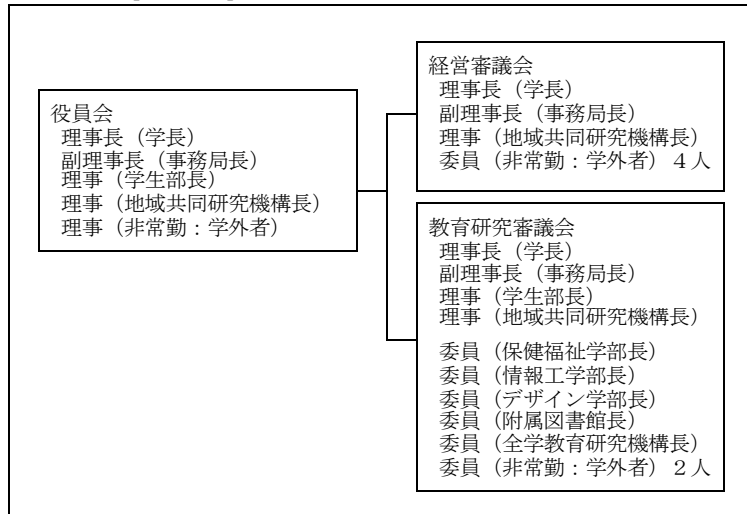 役員会
理事長（学長）
副理事長（事務局長）
理事（学生部長）
理事（地域共同研究機構長）
理事（非常勤：学外者）
経営審議会
理事長（学長）
副理事長（事務局長）
理事（地域共同研究機構長）
委員（非常勤：学外者）４人
教育研究審議会
理事長（学長）
副理事長（事務局長）
理事（学生部長）
理事（地域共同研究機構長）
委員（保健福祉学部長）
委員（情報工学部長）
委員（デザイン学部長）
委員（附属図書館長）
委員（全学教育研究機構長）
委員（非常勤：学外者）２人